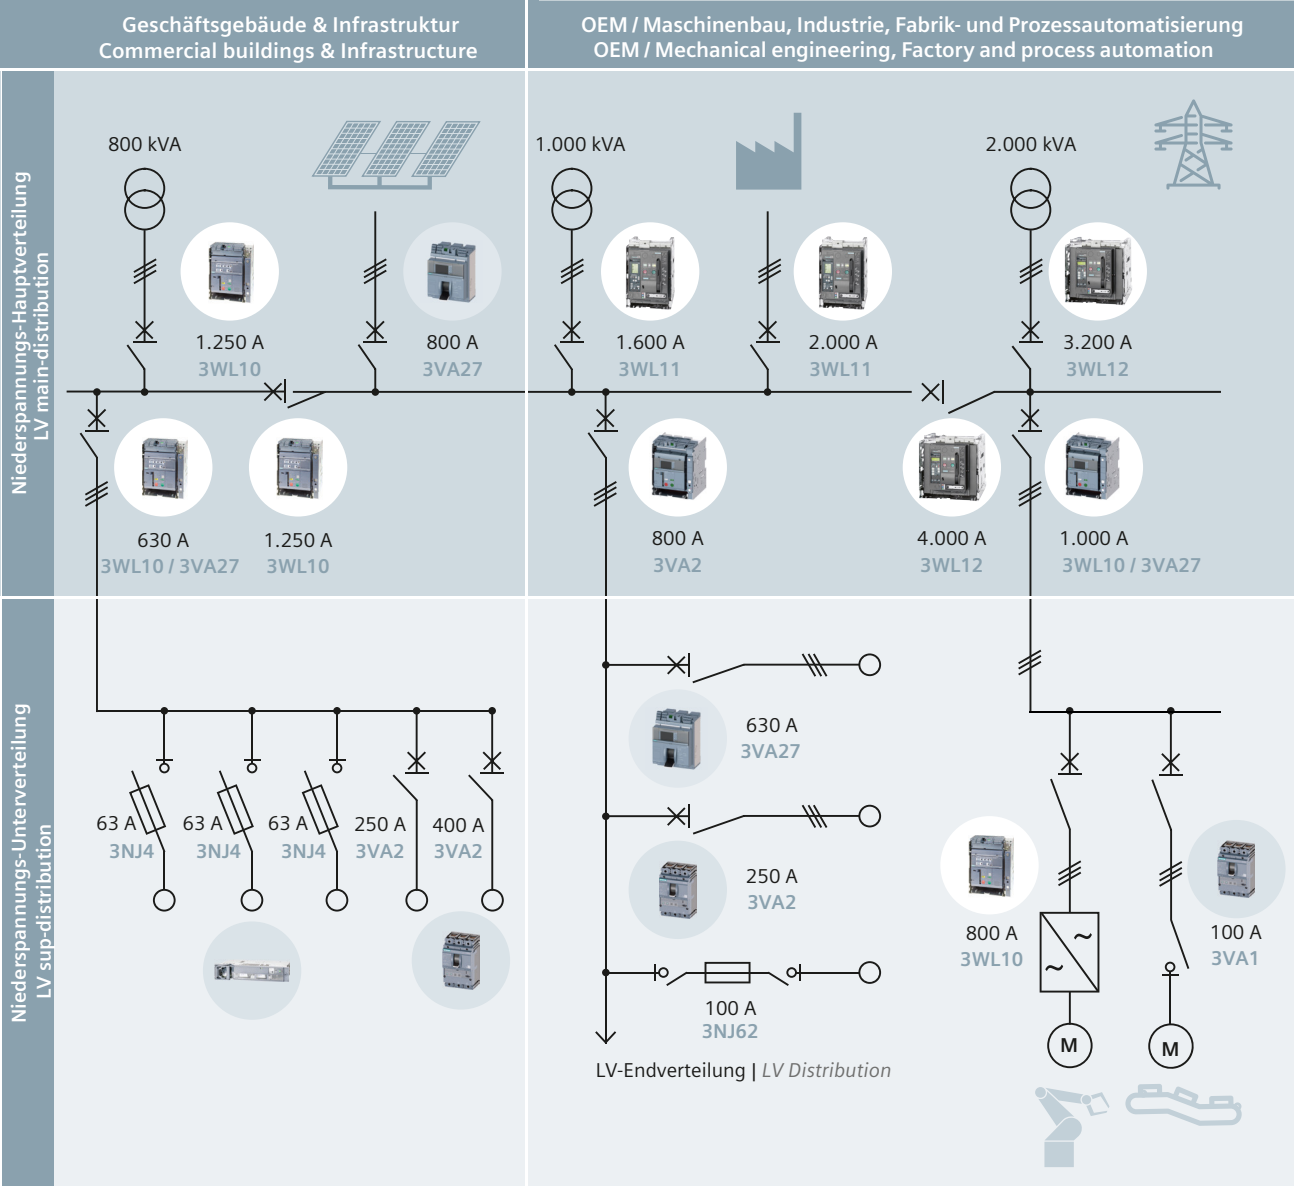 Geschäftsgebäude & Infrastruktur
Commercial buildings & Infrastructure
OEM / Maschinenbau, Industrie, Fabrik- und Prozessautomatisierung
OEM / Mechanical engineering, Factory and process automation
Niederspannungs-Hauptverteilung
LV main-distribution
800 kVA
1.000 kVA
2.000 kVA
1.250 A
3WL10
800 A
3VA27
1.600 A
3WL11
2.000 A
3WL11
3.200 A
3WL12
630 A
3WL10 / 3VA27
1.250 A
3WL10
800 A
3VA2
4.000 A
3WL12
1.000 A
3WL10 / 3VA27
Niederspannungs-Unterverteilung
LV sup-distribution
63 A
3NJ4
63 A
3NJ4
63 A
3NJ4
250 A
3VA2
400 A
3VA2
630 A
3VA27
250 A
3VA2
100 A
3NJ62
LV-Endverteilung | LV Distribution
800 A
3WL10
100 A
3VA1
M
M